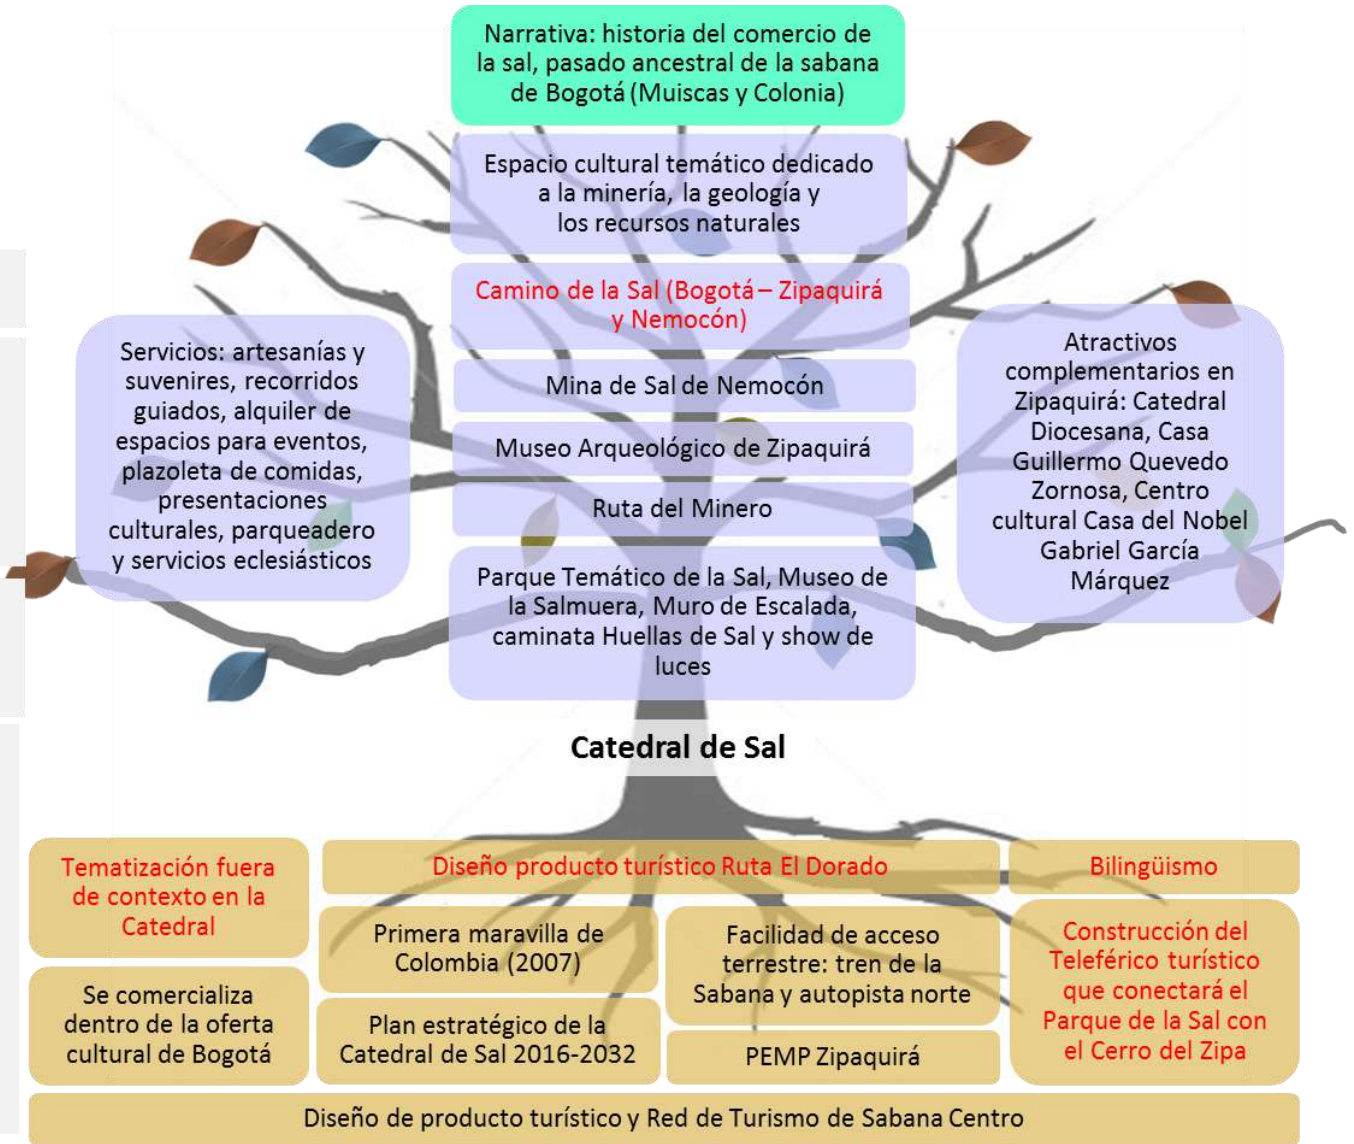 Narrativa: historia del comercio de
la sal, pasado ancestral de la sabana
de Bogotá (Muiscas y Colonia)
Espacio cultural temático dedicado
a la minería, la geología y
los recursos naturales
Camino de la Sal (Bogotá – Zipaquirá
y Nemocón)
Mina de Sal de Nemocón
Museo Arqueológico de Zipaquirá
Ruta del Minero
Parque Temático de la Sal, Museo de
la Salmuera, Muro de Escalada,
caminata Huellas de Sal y show de
luces
Servicios: artesanías y
suvenires, recorridos
guiados, alquiler de
espacios para eventos,
plazoleta de comidas,
presentaciones
culturales, parqueadero
y servicios eclesiásticos
Atractivos
complementarios en
Zipaquirá: Catedral
Diocesana, Casa
Guillermo Quevedo
Zornosa, Centro
cultural Casa del Nobel
Gabriel García
Márquez
Catedral de Sal
Tematización fuera
de contexto en la
Catedral
Se comercializa
dentro de la oferta
cultural de Bogotá
Diseño producto turístico Ruta El Dorado
Primera maravilla de
Colombia (2007)
Plan estratégico de la
Catedral de Sal 2016-2032
Facilidad de acceso
terrestre: tren de la
Sabana y autopista norte
PEMP Zipaquirá
Bilingüismo
Construcción del
Teleférico turístico
que conectará el
Parque de la Sal con
el Cerro del Zipa
Diseño de producto turístico y Red de Turismo de Sabana Centro